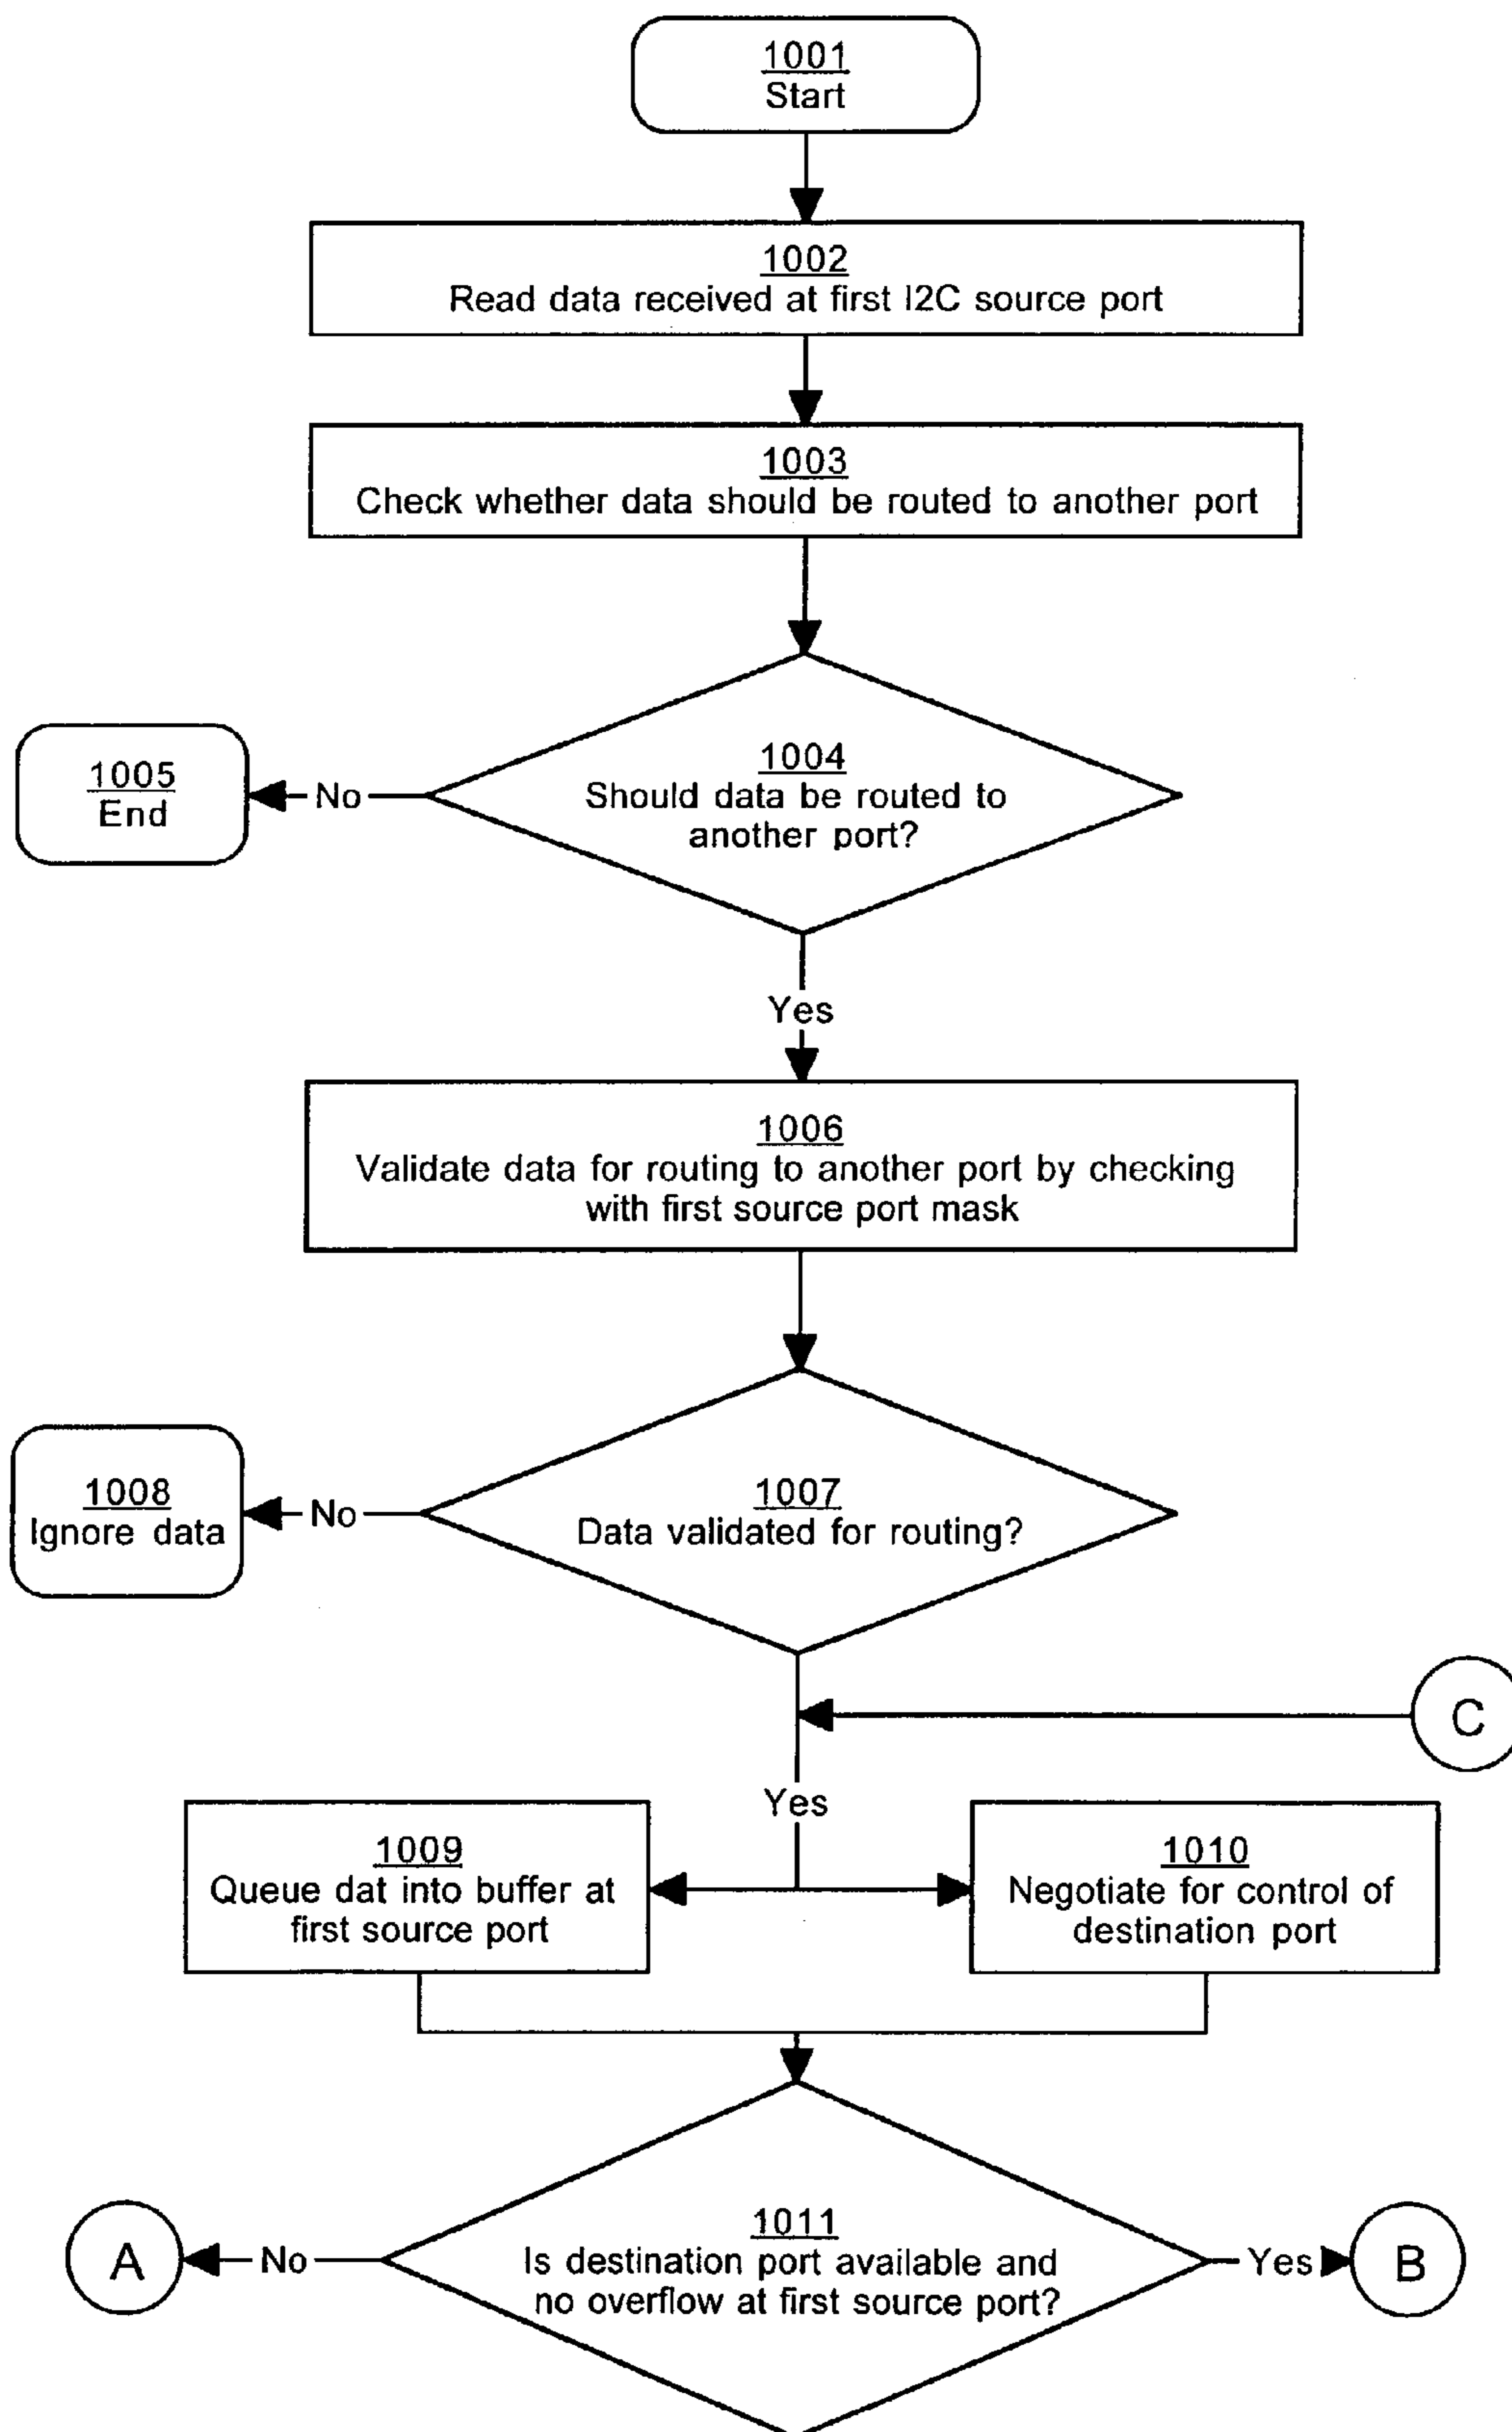 1001
Start
1002
Read data received at first I2C source port
1003
Check whether data should be routed to another port
1004
Should data be routed to
another port?
No
1005
End
Yes
1006
Validate data for routing to another port by checking
with first source port mask
1007
Data validated for routing?
No
1008
Ignore data
C
Yes
1009
Queue dat into buffer at
first source port
1010
Negotiate for control of
destination port
1011
Is destination port available and
no overflow at first source port?
No
A
Yes
B